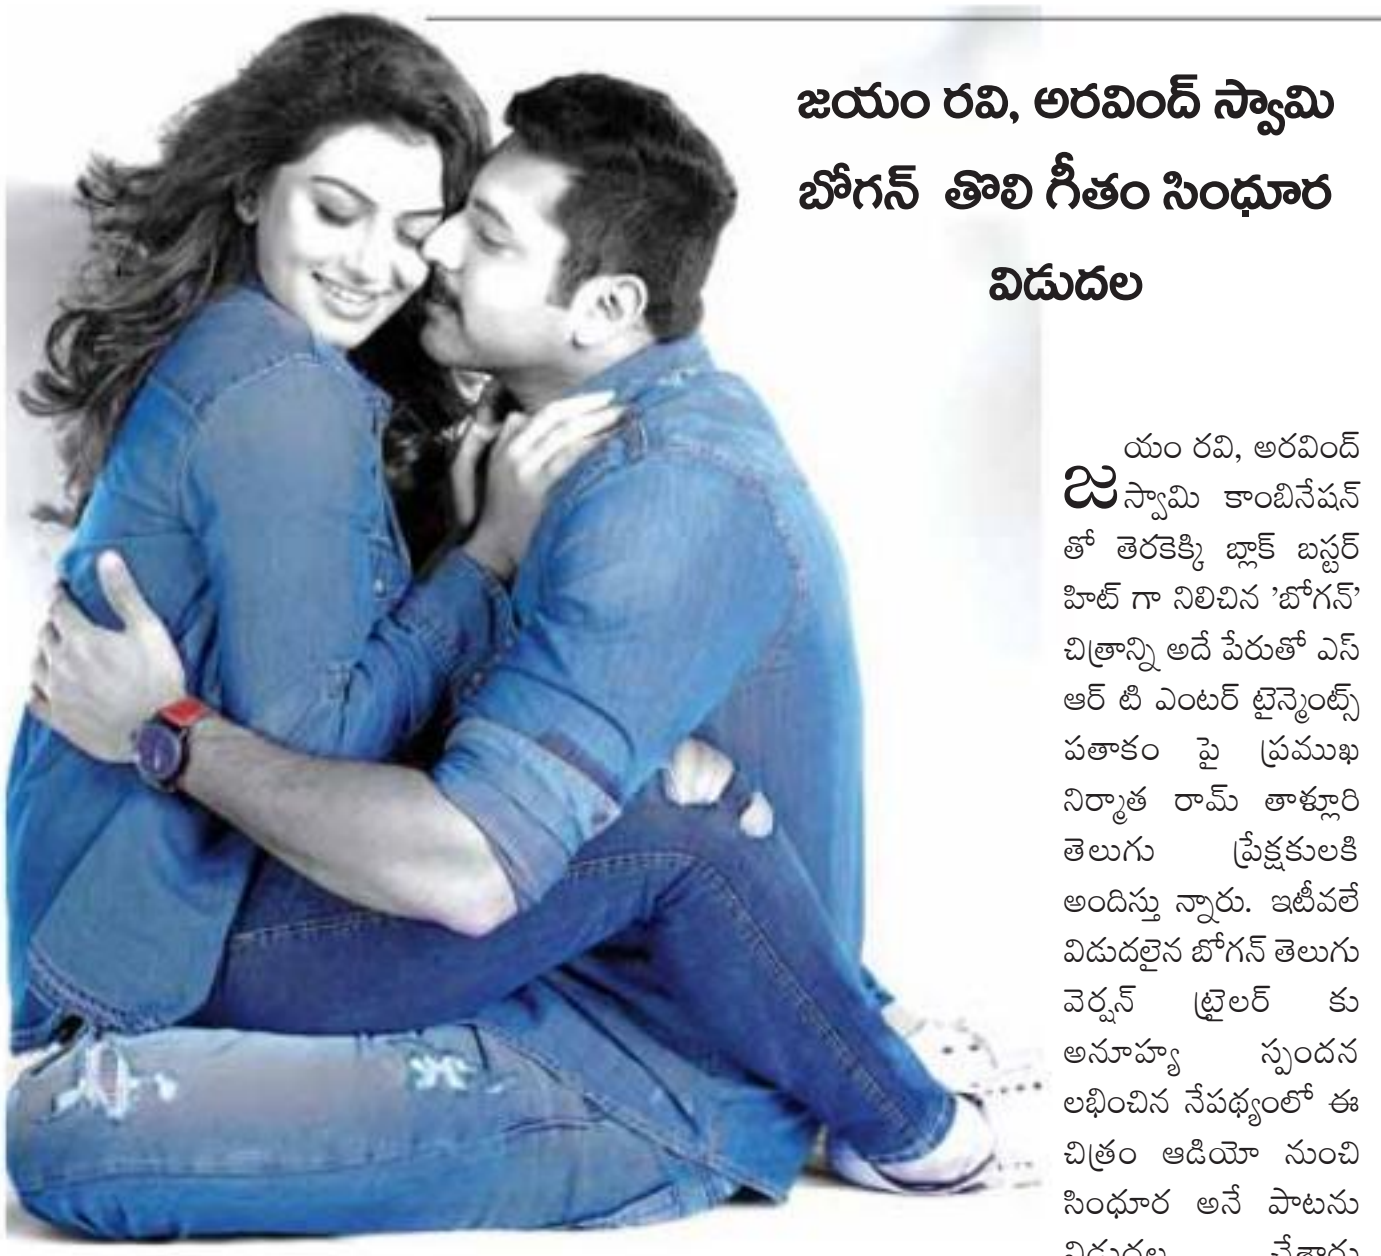 జయం రవి, అరవింద్ స్వామి
బోగన్ తొలి గీతం సింధూర
విడుదల
జయం రవి, అరవింద్
స్వామి కాంబినేషన్
తో తెరకెక్కి బ్లాక్ బస్టర్
హిట్ గా నిలిచిన ’బోగన్’
చిత్రాన్ని అదే పేరుతో ఎస్
ఆర్ టి ఎంటర్ టైన్మెంట్స్
పతాకం పై ప్రముఖ
నిర్మాత రామ్ తాళ్లూరి
తెలుగు ప్రేక్షకులకి
అందిస్తు న్నారు. ఇటీవలే
విడుదలైన బోగన్ తెలుగు
వెర్షన్ ట్రైలర్ కు
అనూహ్య స్పందన
లభించిన నేపథ్యంలో ఈ
చిత్రం ఆడియో నుంచి
సింధూర అనే పాటను
విడుదల చేశారు